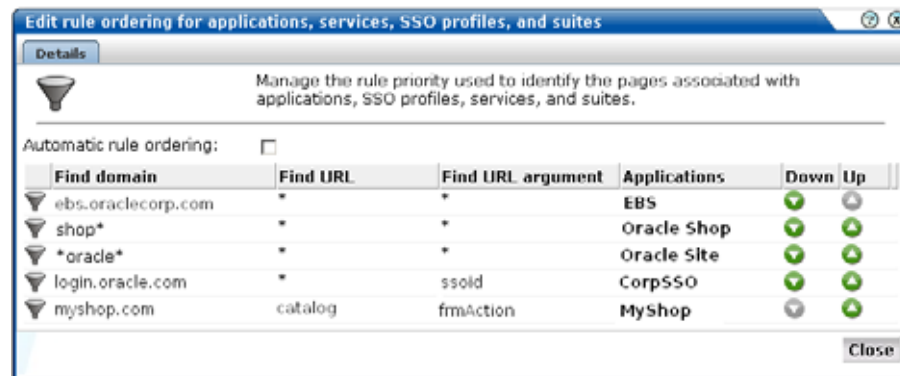 Edit rule ordering for applications, services, SSO profiles, and suites
Details
Manage the rule priority used to identify the pages associated with
applications, SSO profiles, services, and suites.
Automatic rule ordering:
Find domain Find URL Find URL argument Applications Down Up
ebs.oraclecorp.com * * EBS
shop* * * Oracle Shop
*oracle* * * Oracle Site
login.oracle.com * ssoid CorpSSO
myshop.com catalog frmAction MyShop
Close